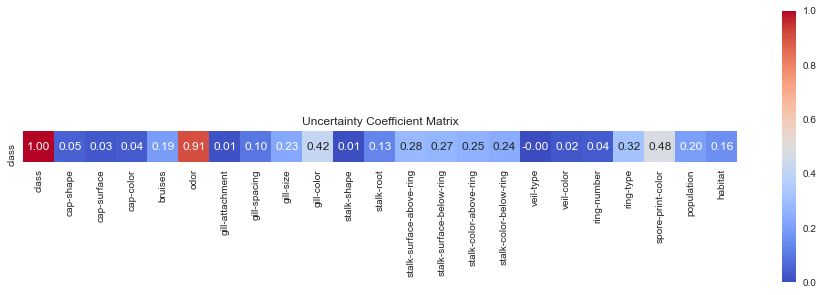 Uncertainty Coefficient Matrix
class
1.00 0.05 0.03 0.04 0.19 0.91 0.01 0.10 0.23 0.42 0.01 0.13 0.28 0.27 0.25 0.24 -0.00 0.02 0.04 0.32 0.48 0.20 0.16
class
cap-shape
cap-surface
cap-color
bruises
odor
gill-attachment
gill-spacing
gill-size
gill-color
stalk-shape
stalk-root
stalk-surface-above-ring
stalk-surface-below-ring
stalk-color-above-ring
stalk-color-below-ring
veil-type
veil-color
ring-number
ring-type
spore-print-color
population
habitat
1.0
0.8
0.6
0.4
0.2
0.0